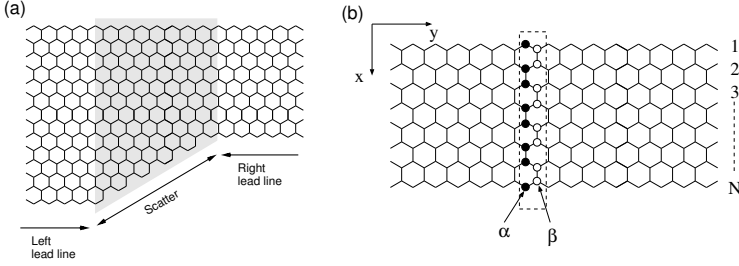 (a)
Scatter
Right
lead line
Left
lead line
(b)
y
x
1
2
3
N
α
β